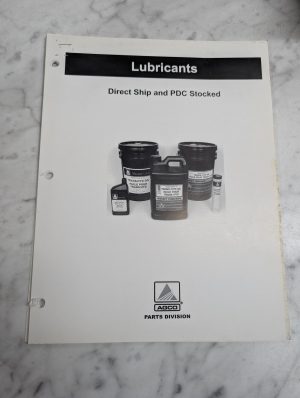 Lubricants
Direct Ship and PDC Stocked
AGCO
PARTS DIVISION